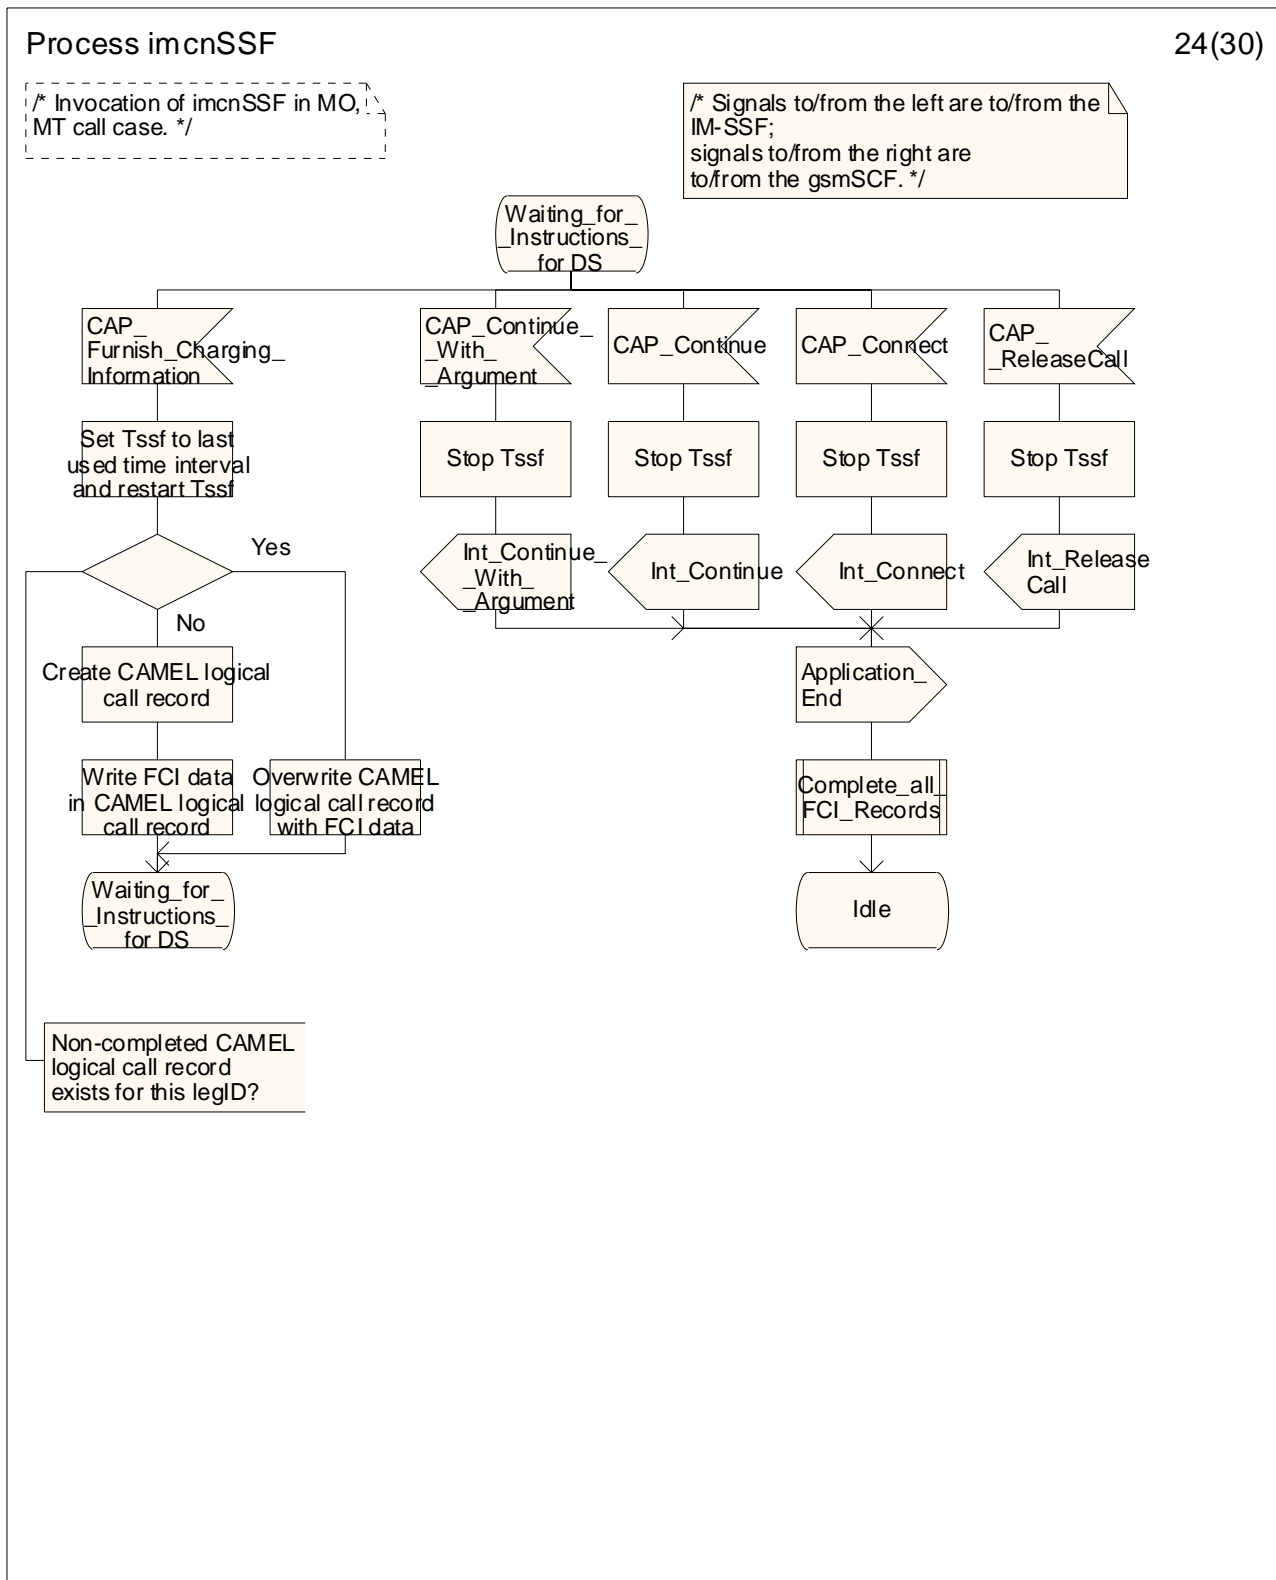 Process imcnSSF
24(30)
/* Invocation of imcnSSF in MO,
MT call case. */
/* Signals to/from the left are to/from the
IM-SSF;
signals to/from the right are
to/from the gsmSCF. */
Waiting_for_
_Instructions_
for DS
CAP_
Furnish_Charging_
Information
CAP_Continue_
_With_
_Argument
CAP_Continue
CAP_Connect
CAP_
_ReleaseCall
Set Tssf to last
used time interval
and restart Tssf
Stop Tssf
Stop Tssf
Stop Tssf
Stop Tssf
Yes
No
Int_Continue_
_With_
_Argument
Int_Continue
Int_Connect
Int_Release
Call
Create CAMEL logical
call record
Application_
End
Write FCI data
in CAMEL logical
call record
Overwrite CAMEL
logical call record
with FCI data
Complete_all_
FCI_Records
Waiting_for_
_Instructions_
for DS
Idle
Non-completed CAMEL
logical call record
exists for this legID?